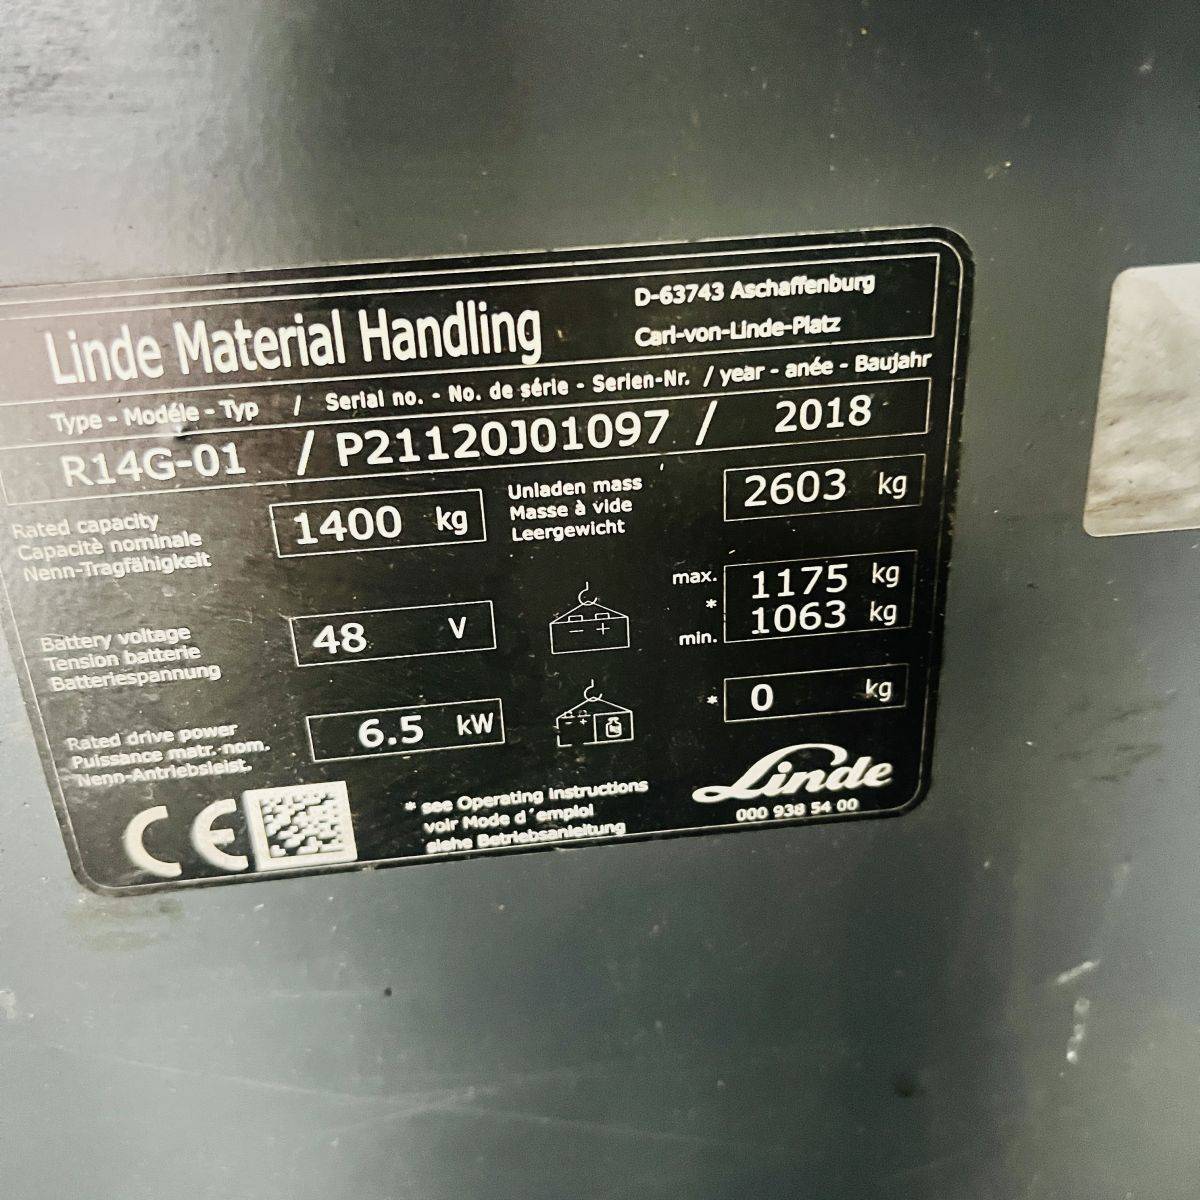 Linde Material Handling
D-63743 Aschaffenburg
Carl-von-Linde-Platz
Type - Modéle - Typ / Serial no. - No. de série - Serien-Nr. / year - anée - Baujahr
R14G-01 / P21120J01097 / 2018
Rated capacity
Capacitè nominale
Nenn-Tragfähigkeit
1400 kg
Unladen mass
Masse à vide
Leergewicht
2603 kg
Battery voltage
Tension batterie
Batteriespannung
48 V
- +
max.
*
min.
1175 kg
1063 kg
Rated drive power
Puissance matr. nom.
Nenn-Antriebsleist.
6.5 kW
- +
kg
* 0 kg
CE
* see Operating instructions
voir Mode d'emploi
siehe Betriebsanleitung
Linde
000 938 54 00